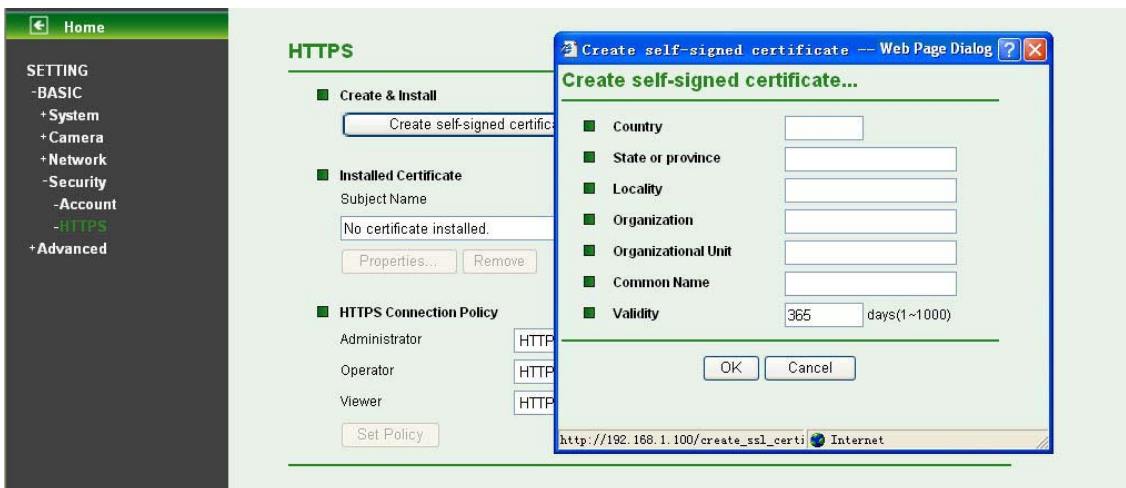 Home
SETTING
-BASIC
+System
+Camera
+Network
-Security
-Account
-HTTPS
+Advanced
HTTPS
Create & Install
Create self-signed certific
Installed Certificate
Subject Name
No certificate installed.
Properties... Remove
HTTPS Connection Policy
Administrator HTTP
Operator HTTP
Viewer HTTP
Set Policy
Create self-signed certificate -- Web Page Dialog
Create self-signed certificate...
Country
State or province
Locality
Organization
Organizational Unit
Common Name
Validity 365 days(1~1000)
OK Cancel
http://192.168.1.100/create_ssl_certi Internet